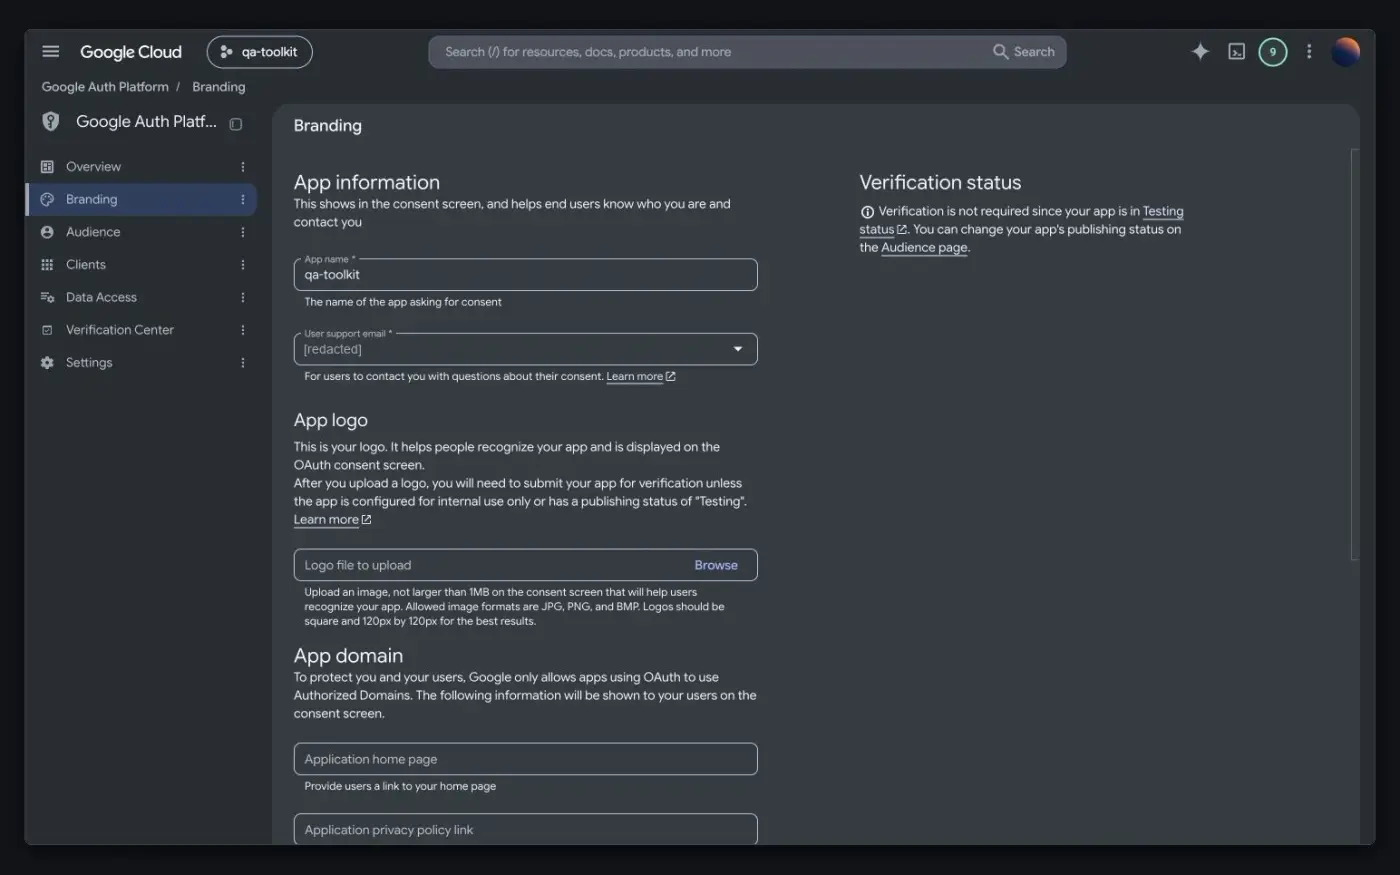 Google Cloud
qa-toolkit
Search (/) for resources, docs, products, and more
Search
9
Google Auth Platform / Branding
Google Auth Platf...
Overview
Branding
Audience
Clients
Data Access
Verification Center
Settings
Branding
App information
This shows in the consent screen, and helps end users know who you are and
contact you
App name *
qa-toolkit
The name of the app asking for consent
User support email *
[redacted]
For users to contact you with questions about their consent. Learn more
App logo
This is your logo. It helps people recognize your app and is displayed on the
OAuth consent screen.
After you upload a logo, you will need to submit your app for verification unless
the app is configured for internal use only or has a publishing status of "Testing".
Learn more
Logo file to upload
Browse
Upload an image, not larger than 1MB on the consent screen that will help users
recognize your app. Allowed image formats are JPG, PNG, and BMP. Logos should be
square and 120px by 120px for the best results.
App domain
To protect you and your users, Google only allows apps using OAuth to use
Authorized Domains. The following information will be shown to your users on the
consent screen.
Application home page
Provide users a link to your home page
Application privacy policy link
Verification status
Verification is not required since your app is in Testing
status. You can change your app's publishing status on
the Audience page.